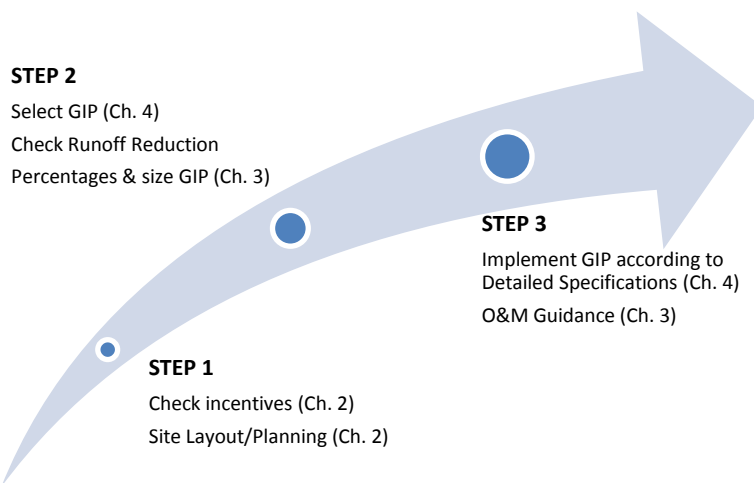 STEP 2
Select GIP (Ch. 4)
Check Runoff Reduction
Percentages & size GIP (Ch. 3)
STEP 3
Implement GIP according to
Detailed Specifications (Ch. 4)
O&M Guidance (Ch. 3)
STEP 1
Check incentives (Ch. 2)
Site Layout/Planning (Ch. 2)